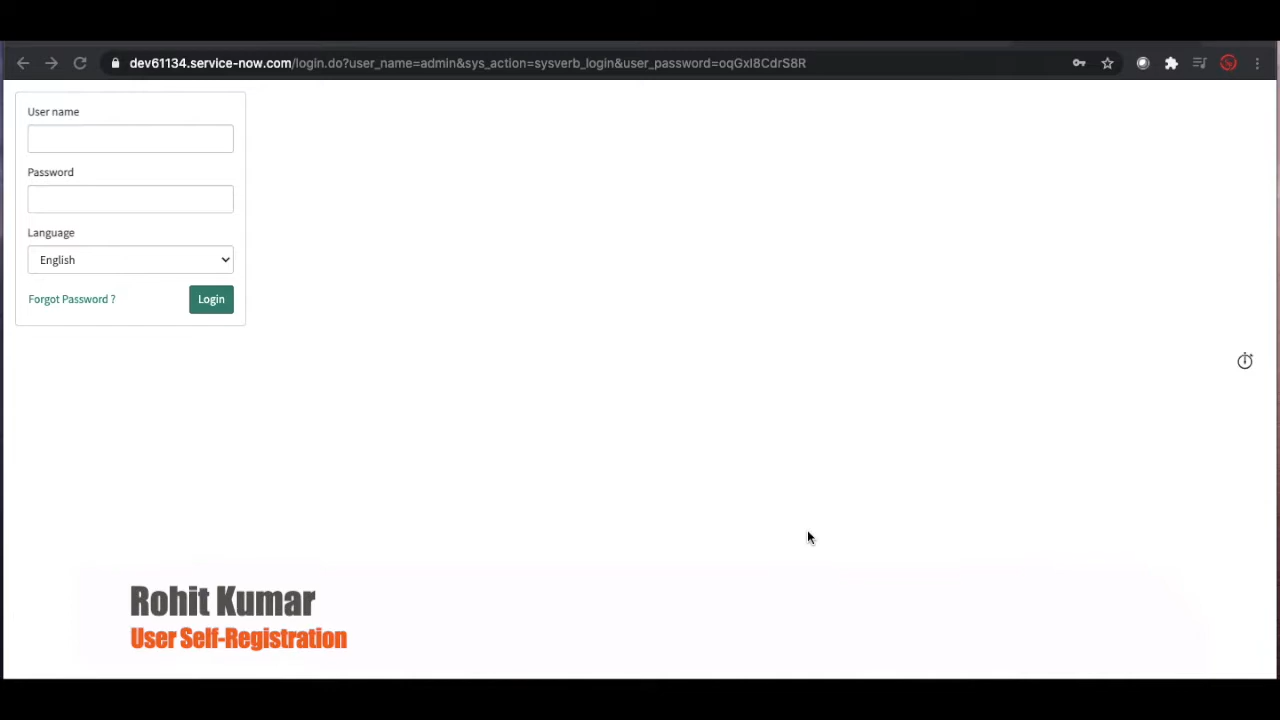 dev61134.service-now.com/login.do?user_name=admin&sys_action=sysverb_login&user_password=oqGxI8CdrS8R
User name
Password
Language
English
Forgot Password ?
Login
Rohit Kumar
User Self-Registration